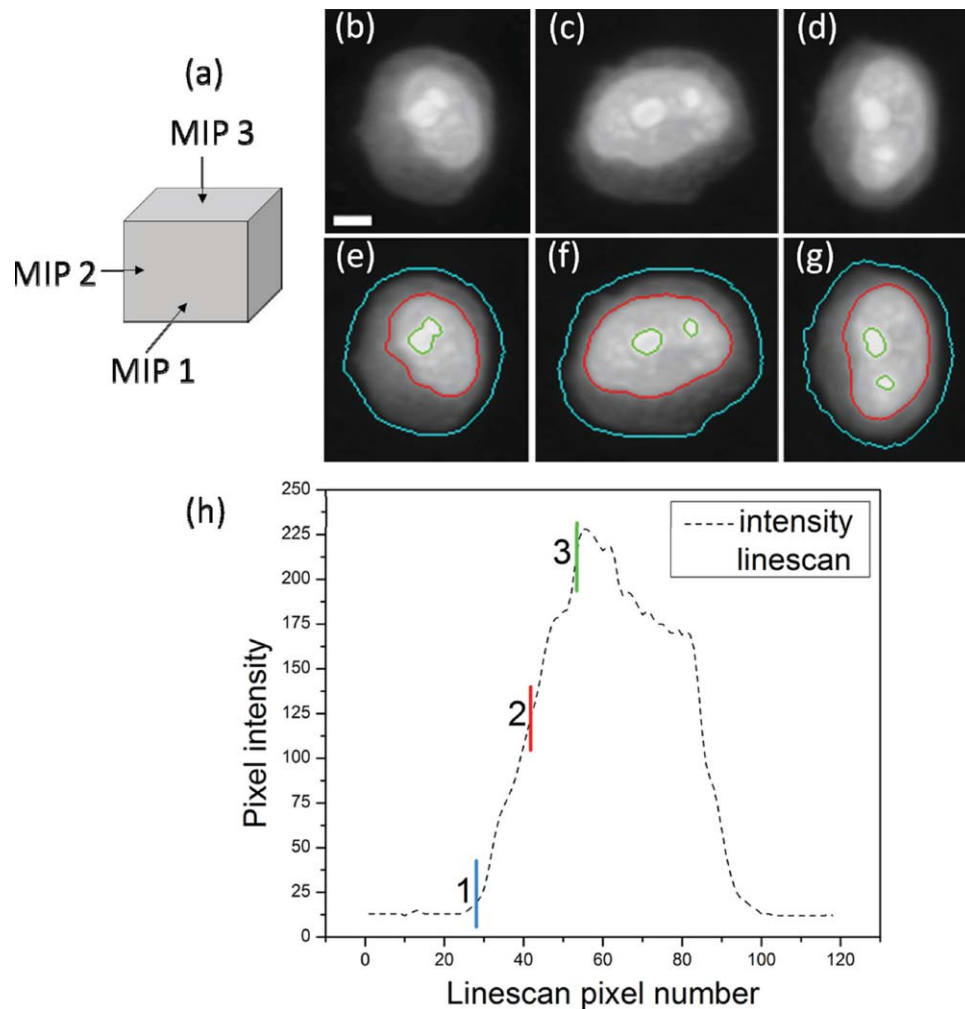 (a)
MIP 3
MIP 2
MIP 1
(b)
(c)
(d)
(e)
(f)
(g)
(h)
250
225
200
175
150
125
100
75
50
25
0
Pixel intensity
intensity
linescan
3
2
1
0
20
40
60
80
100
120
Linescan pixel number